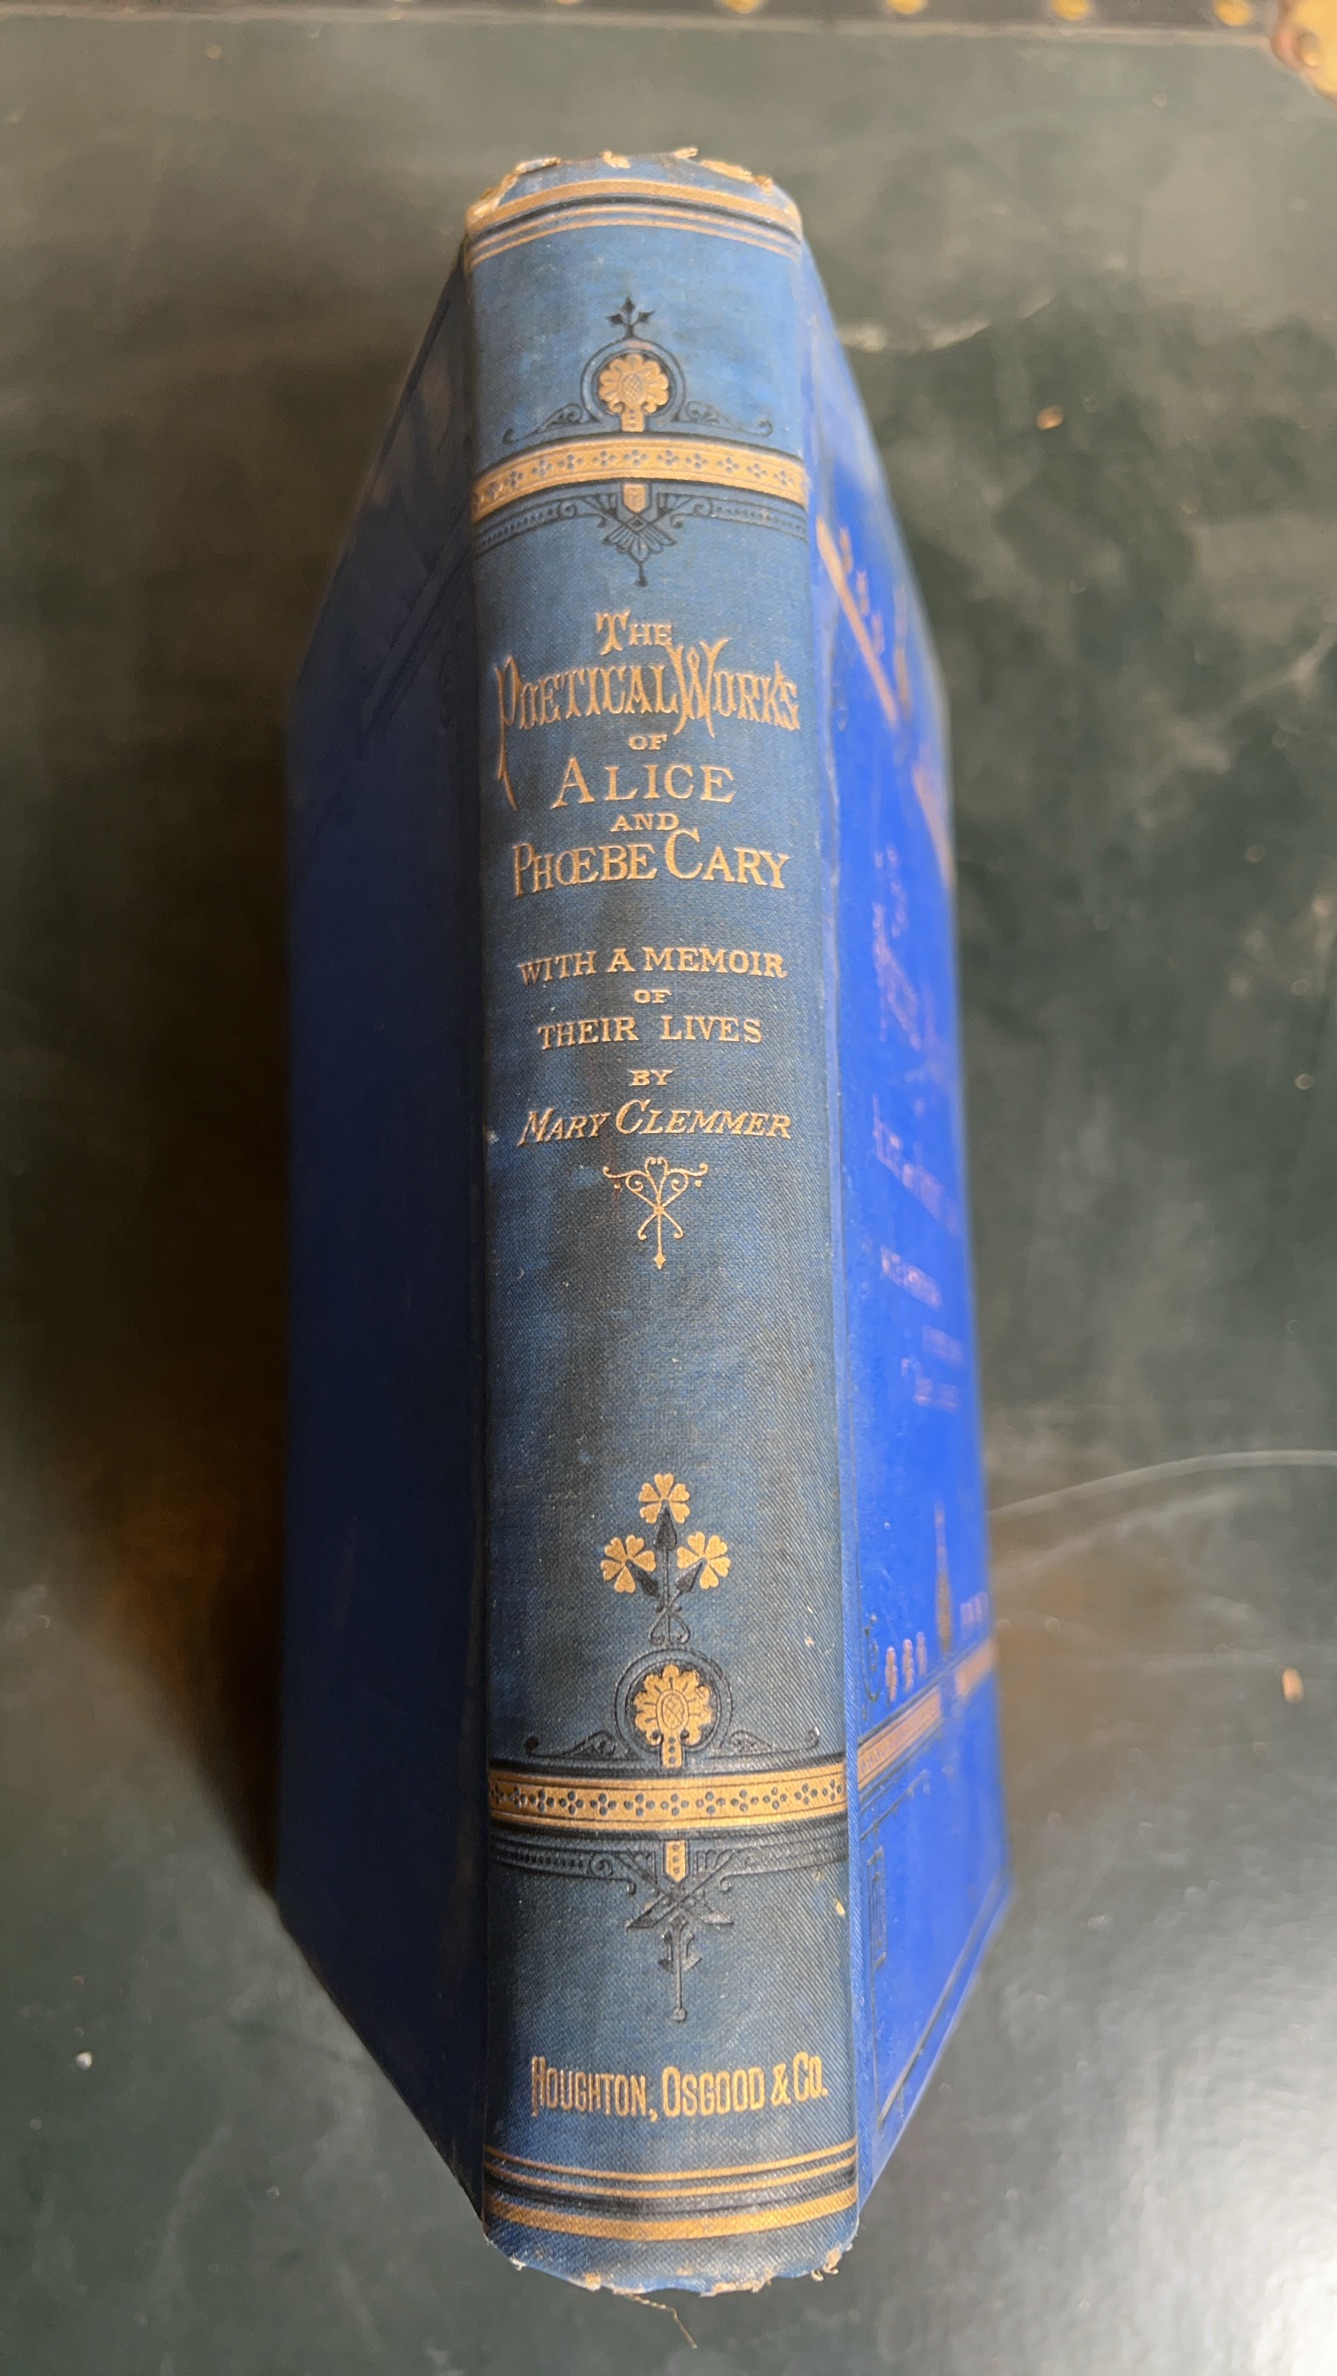 THE
POETICAL WORKS
OF
ALICE
AND
PHŒBE CARY
WITH A MEMOIR
OF
THEIR LIVES
BY
MARY CLEMMER
HOUGHTON, OSGOOD & CO.